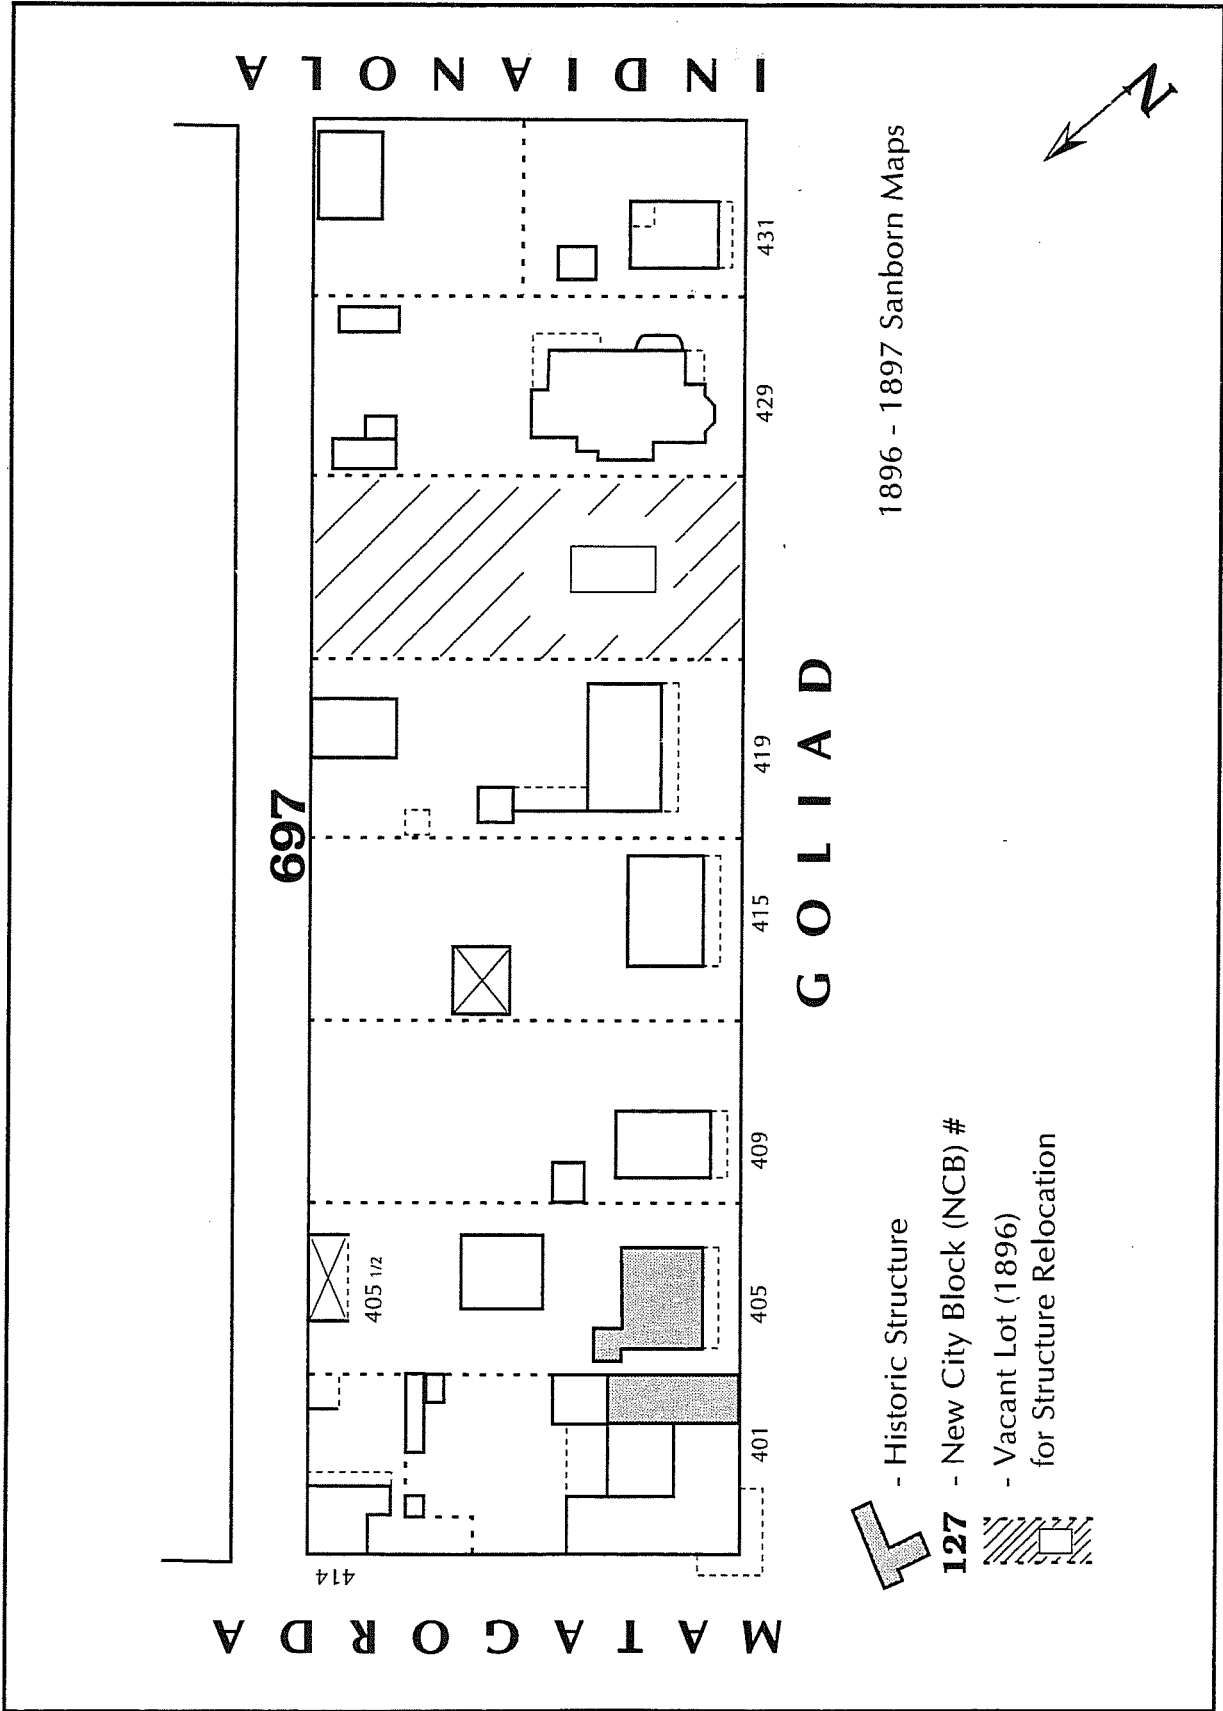 697
MATAGORDA
414
405 1/2
INDIANOLA
401 405 409 415 419 429 431
GOLIAD
1896 - 1897 Sanborn Maps
- Historic Structure
127 - New City Block (NCB) #
- Vacant Lot (1896)
for Structure Relocation
N